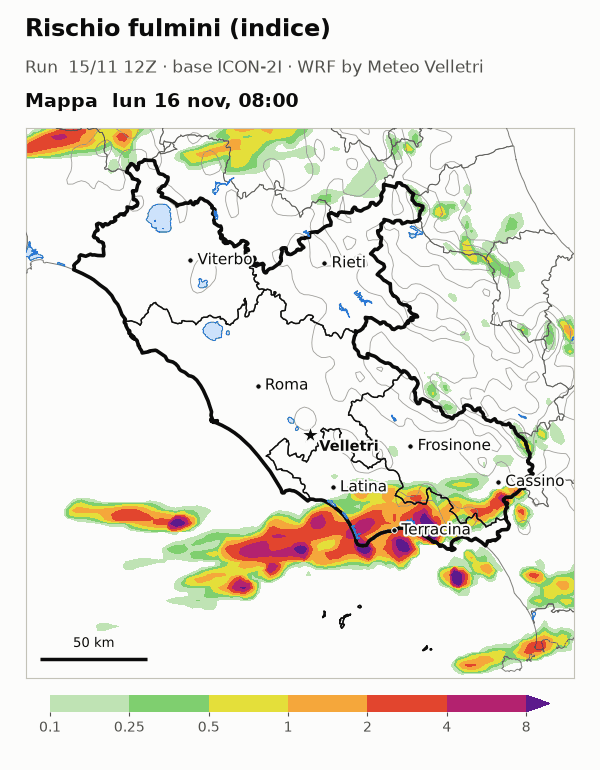 Rischio fulmini (indice)
Run  15/11 12Z · base ICON-2I · WRF by Meteo Velletri
Mappa  lun 16 nov, 08:00
Viterbo
Rieti
Roma
Velletri
Frosinone
Cassino
Latina
Terracina
50 km
0.1 0.25 0.5 1 2 4 8